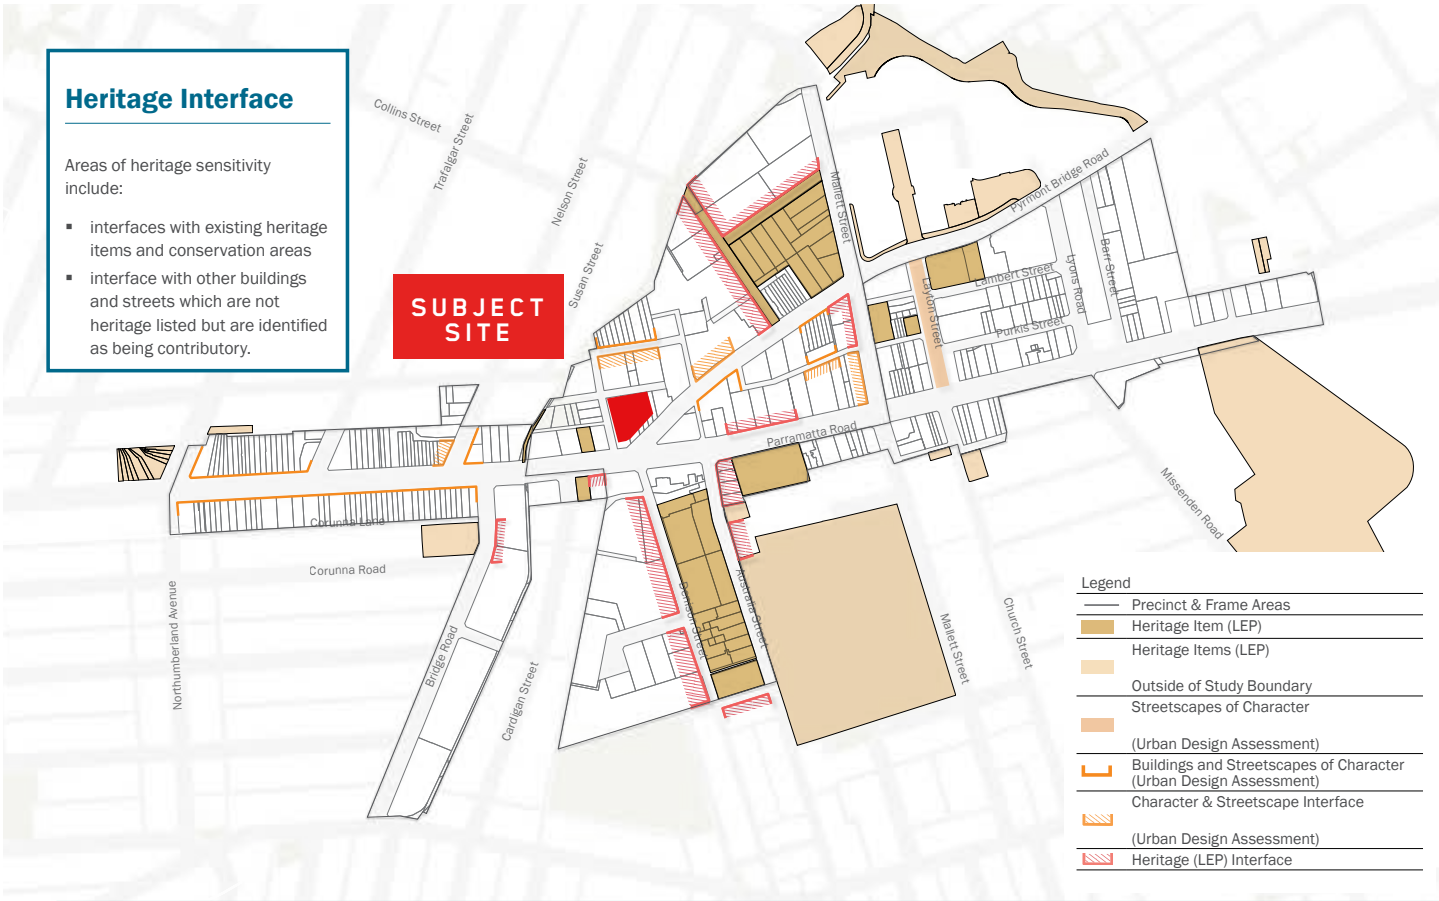 Heritage Interface
Areas of heritage sensitivity
include:
▪ interfaces with existing heritage
items and conservation areas
▪ interface with other buildings
and streets which are not
heritage listed but are identified
as being contributory.
SUBJECT
SITE
Collins Street
Trafalgar Street
Nelson Street
Susan Street
Mallett Street
Pyrmont Bridge Road
Lambert Street
Lyons Road
Barr Street
Layton Street
Purkis Street
Parramatta Road
Missenden Road
Corunna Lane
Corunna Road
Northumberland Avenue
Bridge Road
Cardigan Street
Denison Street
Australia Street
Mallett Street
Church Street
Legend
Precinct & Frame Areas
Heritage Item (LEP)
Heritage Items (LEP)
Outside of Study Boundary
Streetscapes of Character
(Urban Design Assessment)
Buildings and Streetscapes of Character
(Urban Design Assessment)
Character & Streetscape Interface
(Urban Design Assessment)
Heritage (LEP) Interface